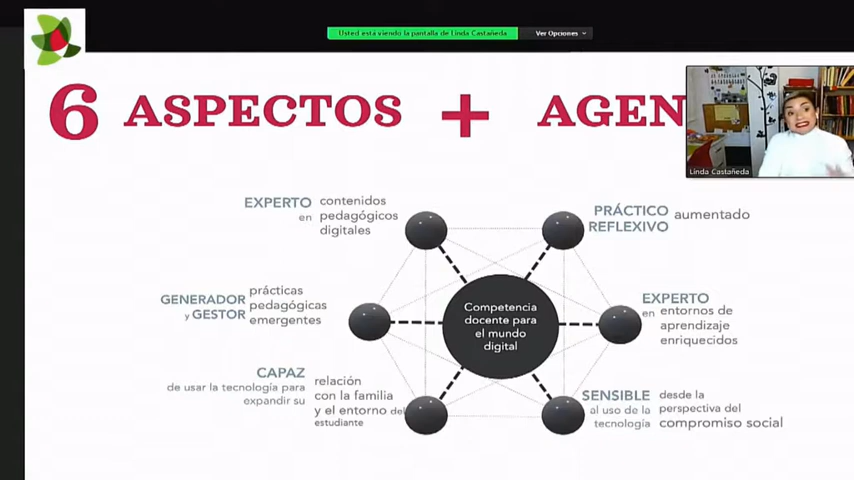 Usted está viendo la pantalla de Linda Castañeda
Ver Opciones
6 ASPECTOS + AGEN
Linda Castañeda
EXPERTO
en
contenidos
pedagógicos
digitales
PRÁCTICO
REFLEXIVO
aumentado
GENERADOR
y GESTOR
prácticas
pedagógicas
emergentes
Competencia
docente para
el mundo
digital
EXPERTO
en
entornos de
aprendizaje
enriquecidos
CAPAZ
de usar la tecnología para
expandir su
relación
con la familia
y el entorno del
estudiante
SENSIBLE
al uso de la
tecnología
desde la
perspectiva del
compromiso social